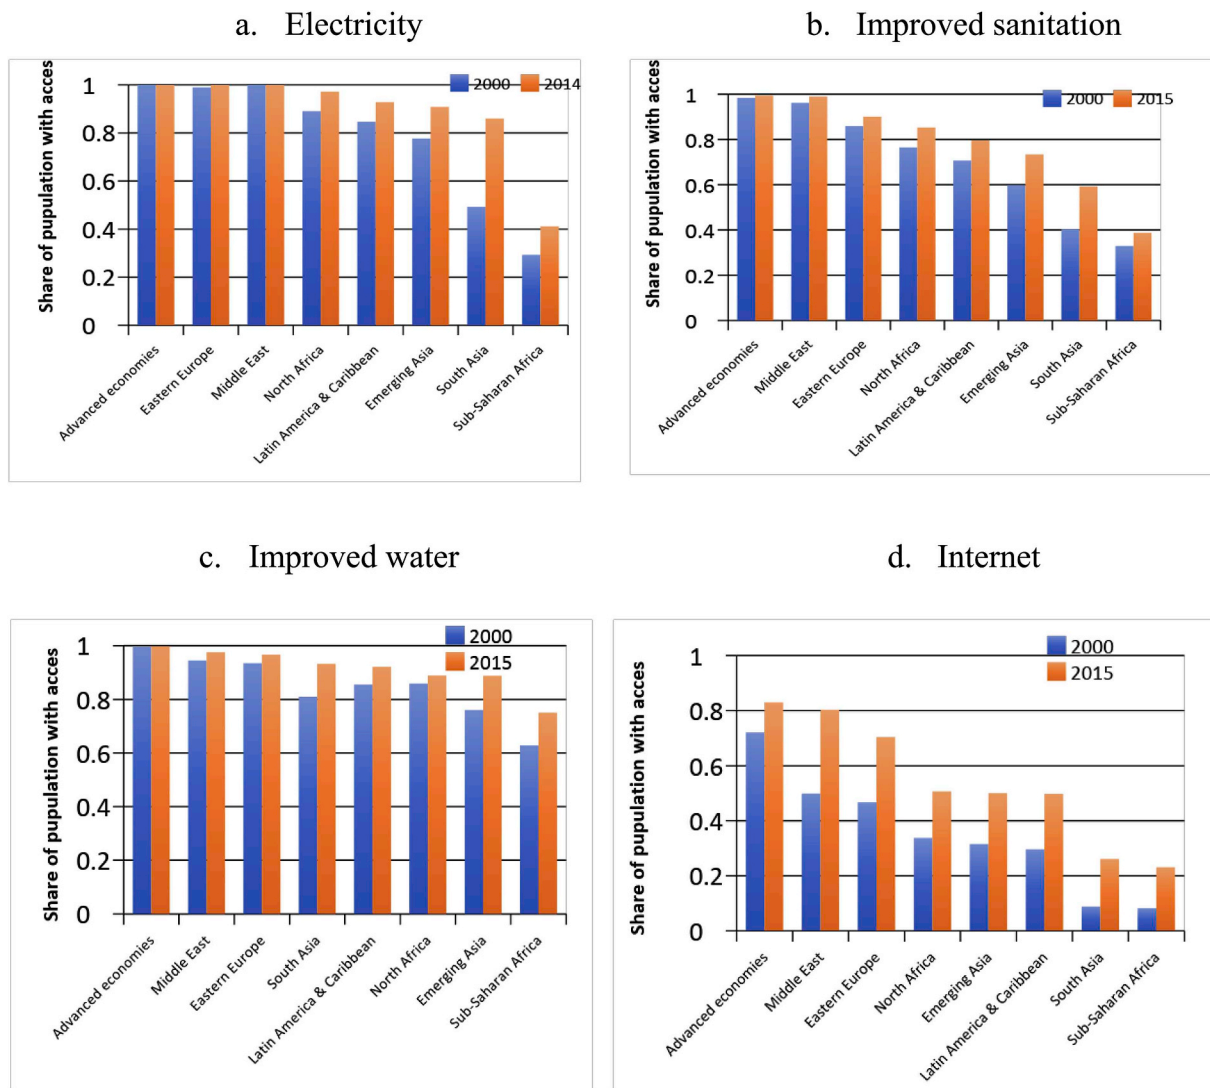 a. Electricity
Share of pupulation with acces
1
0.8
0.6
0.4
0.2
0
2000
2014
Advanced economies
Eastern Europe
Middle East
North Africa
Latin America & Caribbean
Emerging Asia
South Asia
Sub-Saharan Africa
b. Improved sanitation
Share of pupulation with acces
1
0.8
0.6
0.4
0.2
0
2000
2015
Advanced economies
Middle East
Eastern Europe
North Africa
Latin America & Caribbean
Emerging Asia
South Asia
Sub-Saharan Africa
c. Improved water
Share of pupulation with acces
1
0.8
0.6
0.4
0.2
0
2000
2015
Advanced economies
Middle East
Eastern Europe
South Asia
Latin America & Caribbean
North Africa
Emerging Asia
Sub-Saharan Africa
d. Internet
Share of pupulation with acces
1
0.8
0.6
0.4
0.2
0
2000
2015
Advanced economies
Middle East
Eastern Europe
North Africa
Emerging Asia
Latin America & Caribbean
South Asia
Sub-Saharan Africa